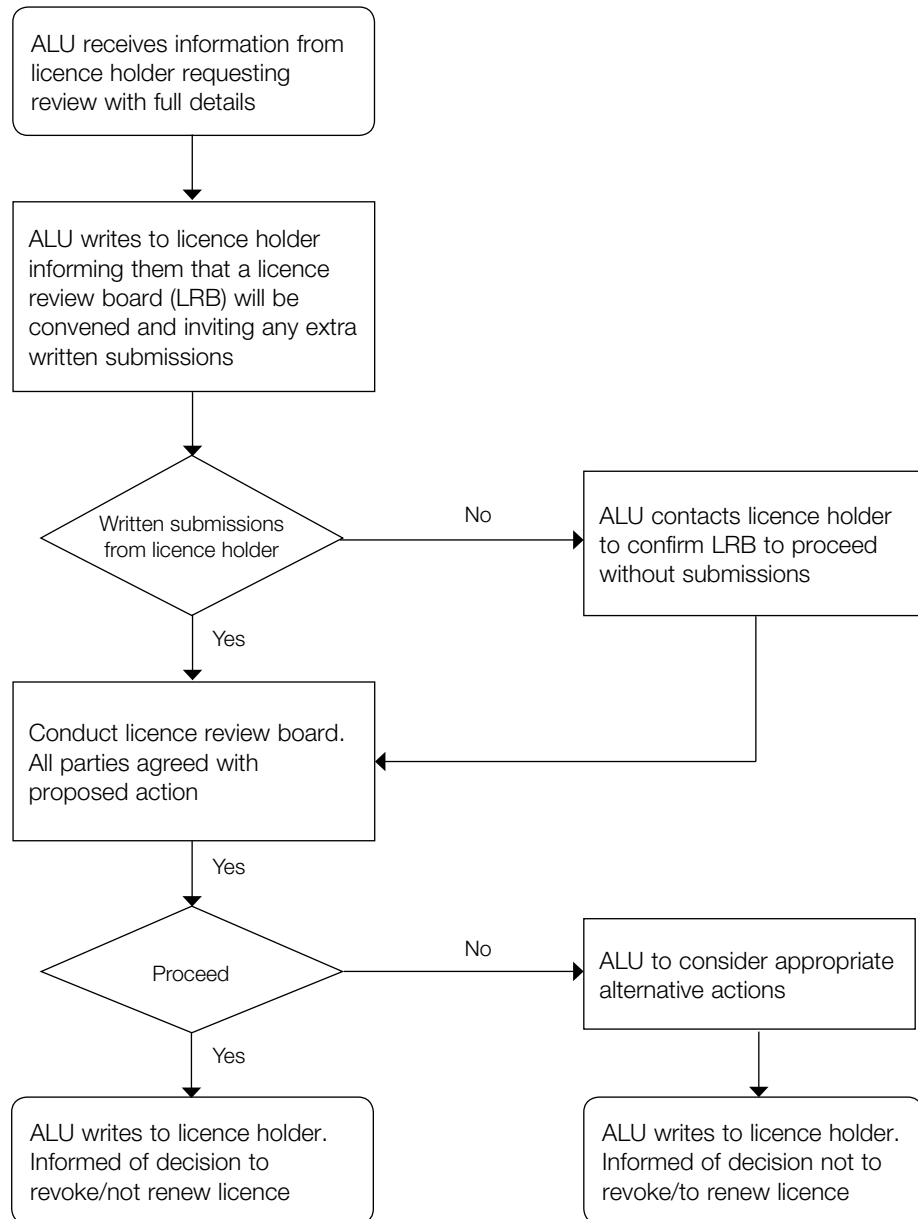 ALU receives information from
licence holder requesting
review with full details
ALU writes to licence holder
informing them that a licence
review board (LRB) will be
convened and inviting any extra
written submissions
Written submissions
from licence holder
No
ALU contacts licence holder
to confirm LRB to proceed
without submissions
Yes
Conduct licence review board.
All parties agreed with
proposed action
Yes
Proceed
No
ALU to consider appropriate
alternative actions
Yes
ALU writes to licence holder.
Informed of decision to
revoke/not renew licence
ALU writes to licence holder.
Informed of decision not to
revoke/to renew licence